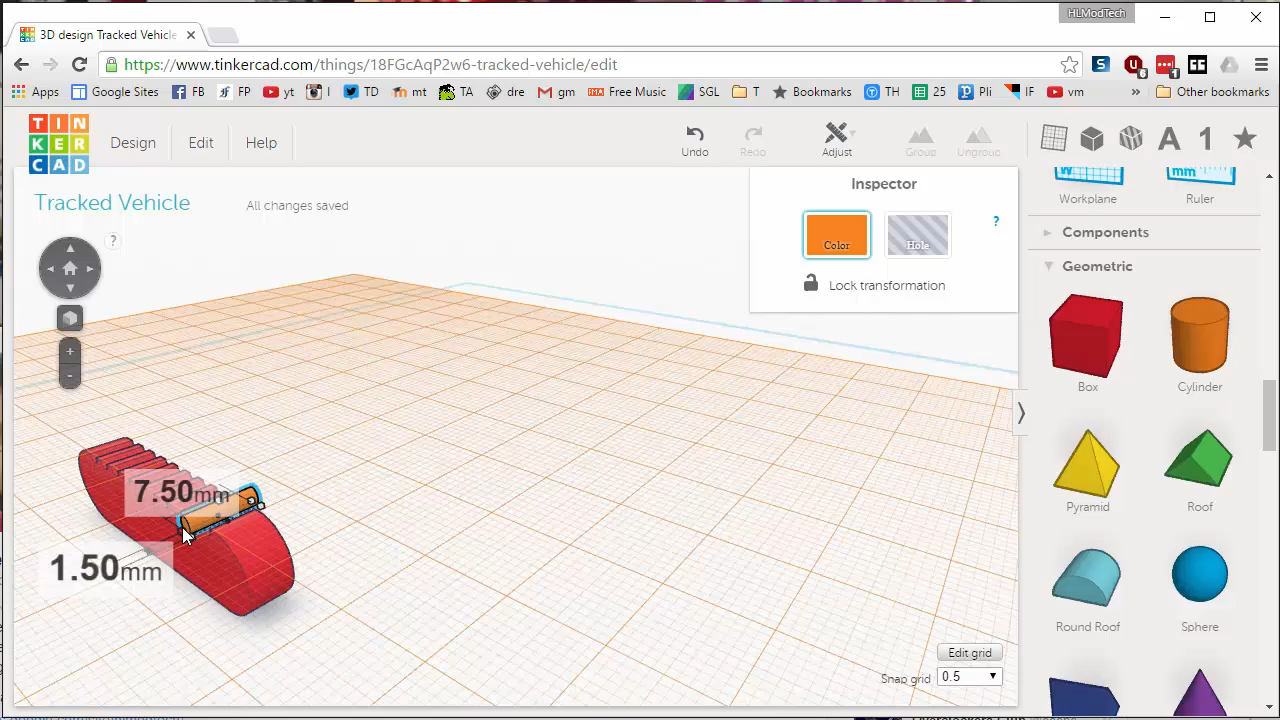 HLModTech
3D design Tracked Vehicle
https://www.tinkercad.com/things/18FGcAqP2w6-tracked-vehicle/edit
S
6
1
Apps Google Sites FB FP yt I TD mt TA dre gm IMA Free Music SGL T Bookmarks TH 25 Pli IF vm » Other bookmarks
TIN
KER
CAD
Design Edit Help
Undo Redo Adjust Group Ungroup
A 1
Tracked Vehicle
All changes saved
?
Inspector
Color
Hole
?
Lock transformation
Workplane
mm
Ruler
Components
Geometric
Box
Cylinder
Pyramid
Roof
Round Roof
Sphere
7.50mm
1.50mm
+
-
Edit grid
Snap grid 0.5